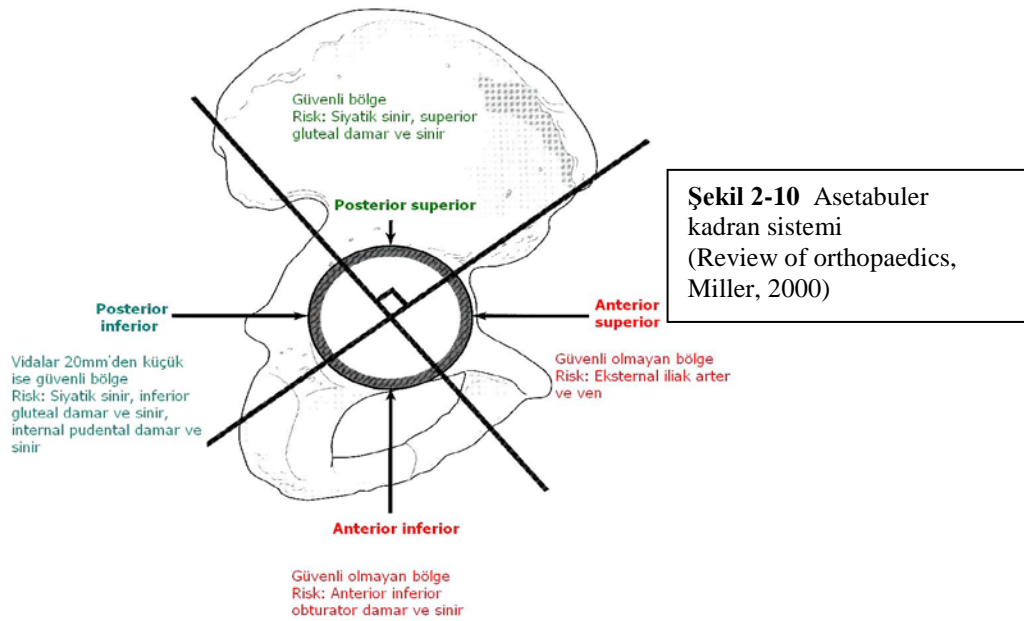 Güvenli bölge
Risk: Siyatik sinir, superior
gluteal damar ve sinir
Posterior superior
Şekil 2-10 Asetabuler
kadran sistemi
(Review of orthopaedics,
Miller, 2000)
Posterior
inferior
Vidalar 20mm'den küçük
ise güvenli bölge
Risk: Siyatik sinir, inferior
gluteal damar ve sinir,
internal pudental damar ve
sinir
Anterior
superior
Güvenli olmayan bölge
Risk: Eksternal iliak arter
ve ven
Anterior inferior
Güvenli olmayan bölge
Risk: Anterior inferior
obturator damar ve sinir